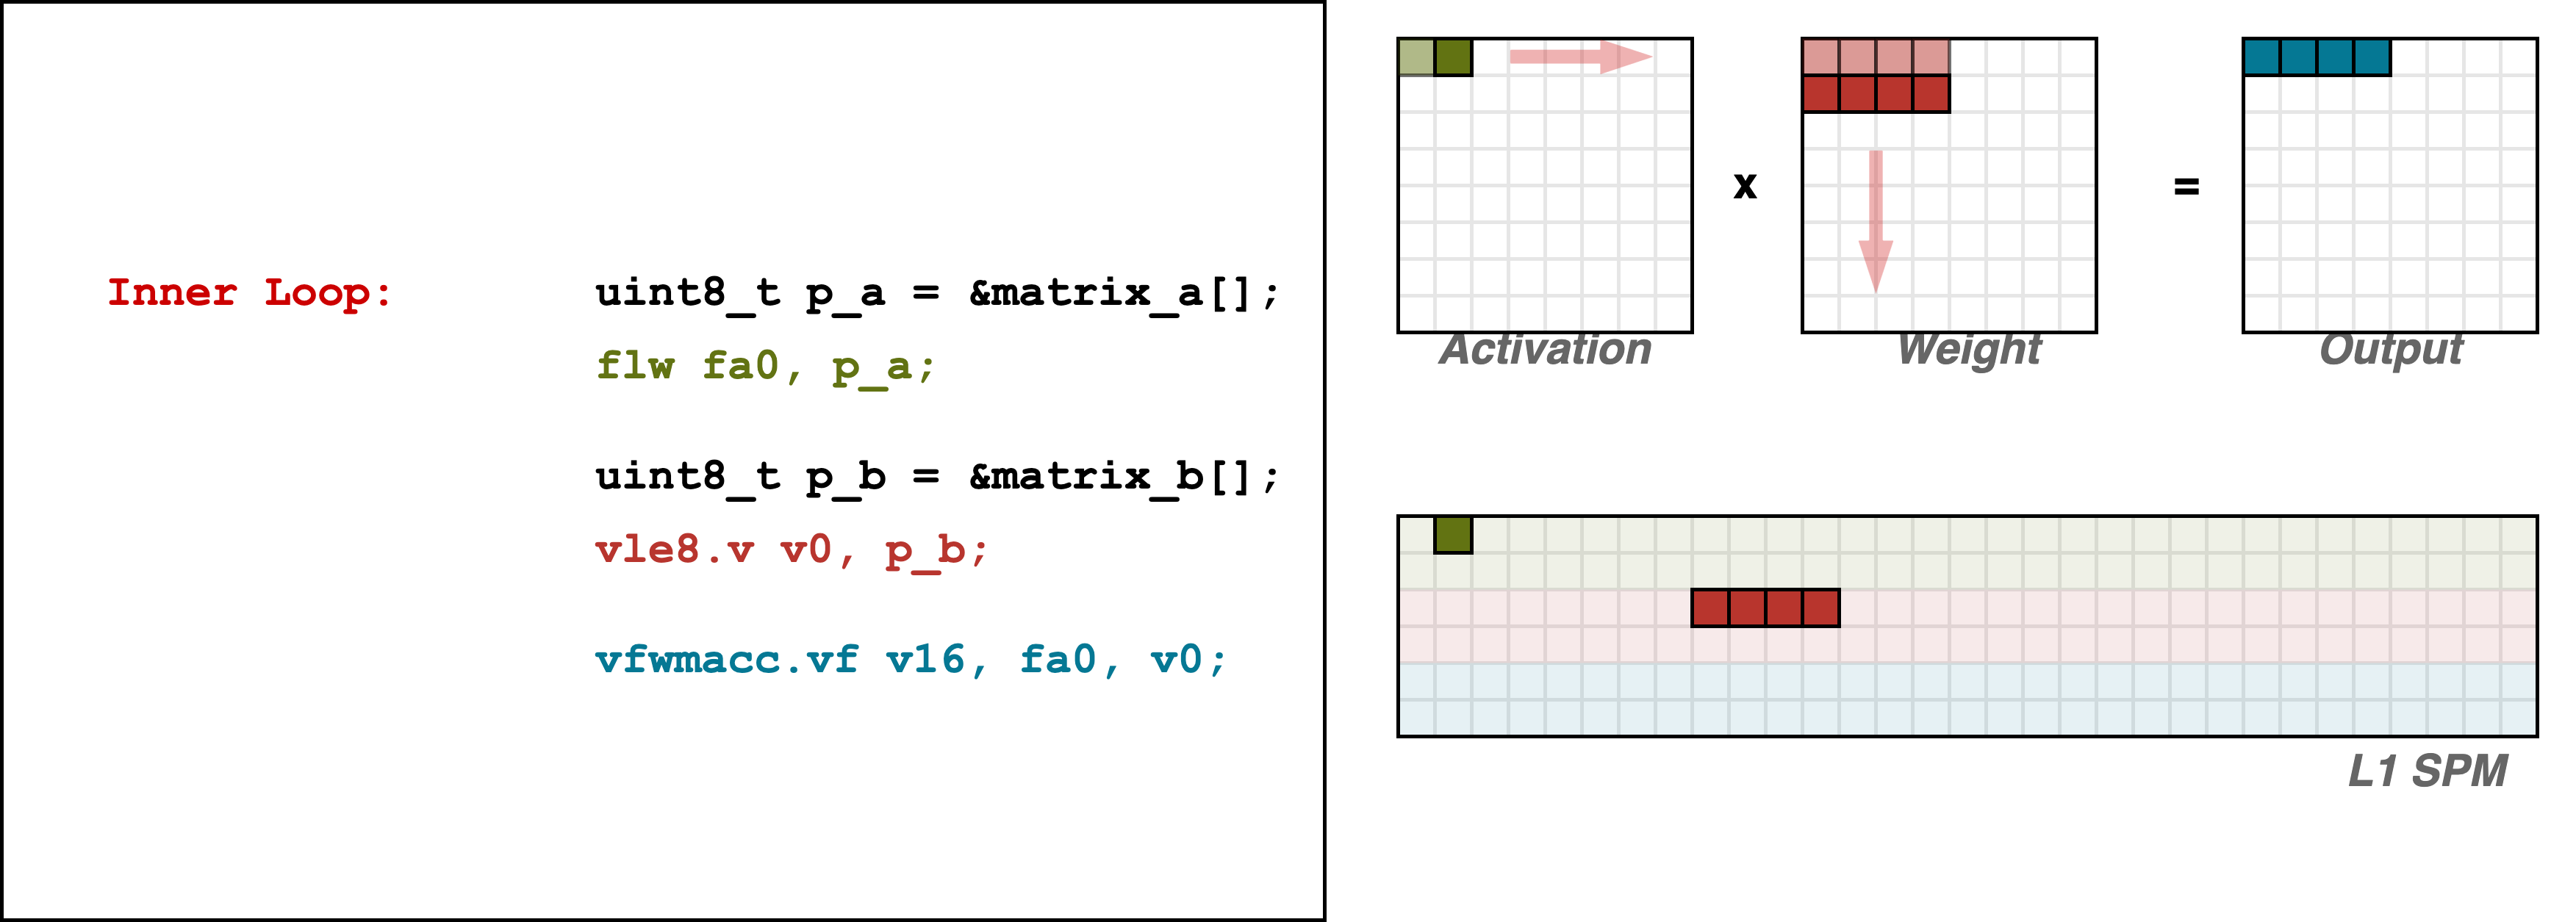 Inner Loop: uint8_t p_a = &matrix_a[];
flw fa0, p_a;
uint8_t p_b = &matrix_b[];
vle8.v v0, p_b;
vfwmacc.vf v16, fa0, v0;
x
=
Activation
Weight
Output
L1 SPM